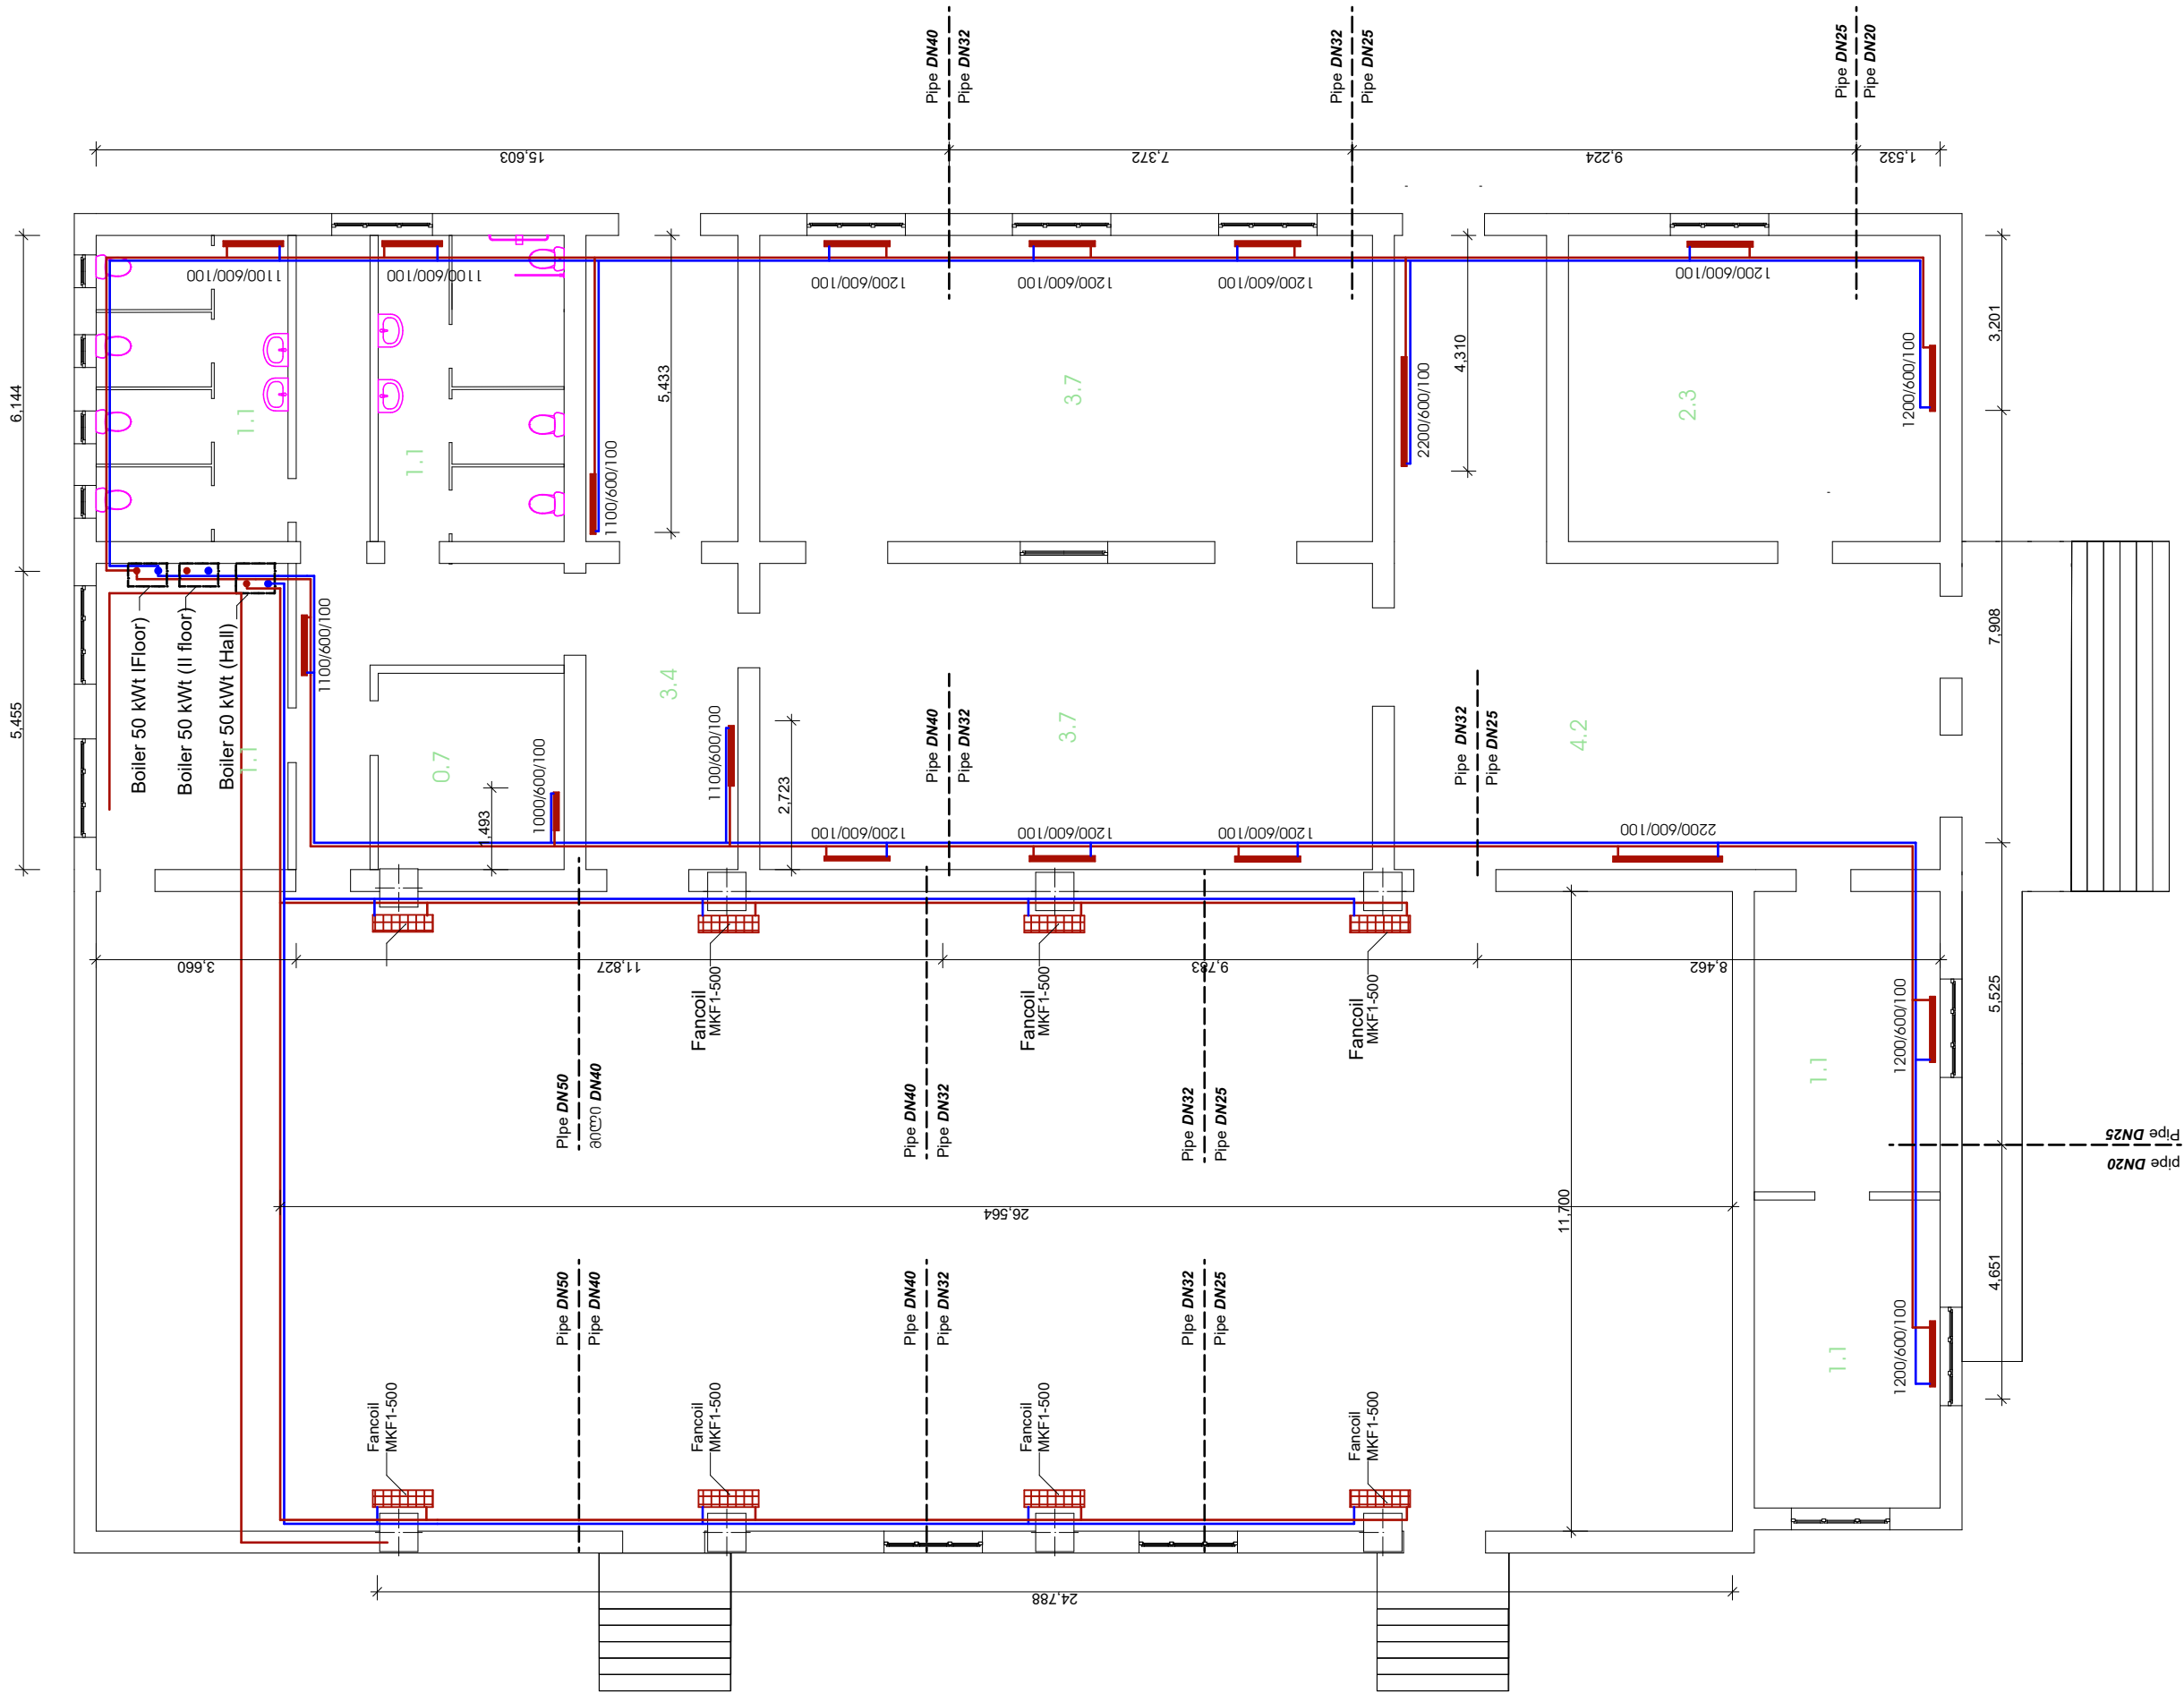 Pipe DN40
Pipe DN32
Pipe DN32
Pipe DN25
Pipe DN25
Pipe DN20
15,603
7,372
9,224
1,532
6,144
1100/600/100
1100/600/100
1200/600/100
1200/600/100
1200/600/100
1200/600/100
3,201
5,433
4,310
1.1
1.1
3.7
2.3
1100/600/100
2200/600/100
1200/600/100
5,455
Boiler 50 kWt IFloor)
Boiler 50 kWt (II floor)
Boiler 50 kWt (Hall)
1100/600/100
7,908
3.4
3.7
4.2
1.1
0.7
1,493
1000/600/100
1100/600/100
2,723
Pipe DN40
Pipe DN32
Pipe DN32
Pipe DN25
1200/600/100
1200/600/100
1200/600/100
2200/600/100
3,660
11,827
9,783
8,462
5,525
Fancoil
MKF1-500
Fancoil
MKF1-500
Fancoil
MKF1-500
1200/600/100
1.1
PIpe DN50
მილი DN40
Pipe DN40
Pipe DN32
Pipe DN32
Pipe DN25
Pipe DN25
pipe DN20
26,564
11,700
4,651
Pipe DN50
Pipe DN40
PIpe DN40
Pipe DN32
PIpe DN32
Pipe DN25
1.1
1200/600/100
Fancoil
MKF1-500
Fancoil
MKF1-500
Fancoil
MKF1-500
Fancoil
MKF1-500
24,788